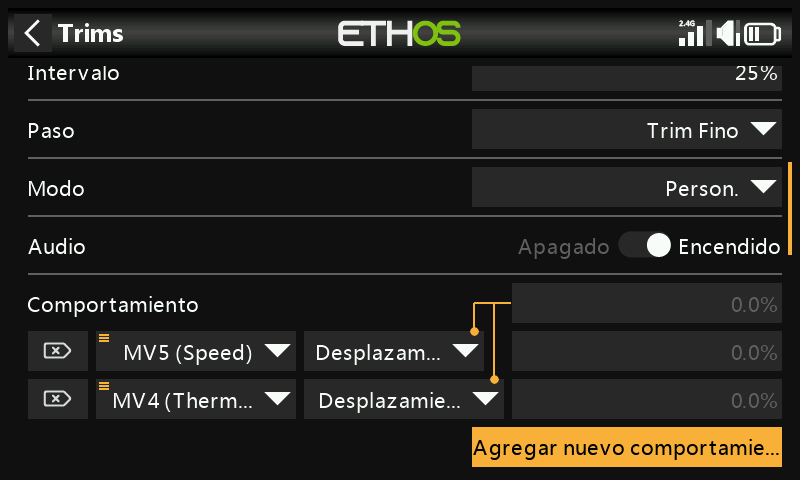 Trims
ETHOS
2.4G
Intervalo 25%
Paso Trim Fino
Modo Person.
Audio Apagado Encendido
Comportamiento 0.0%
MV5 (Speed) Desplazam... 0.0%
MV4 (Therm... Desplazamie... 0.0%
Agregar nuevo comportamie...